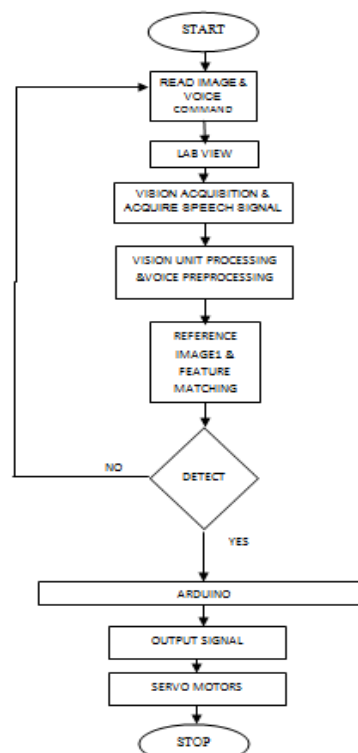 START
READ IMAGE &
VOICE
COMMAND
LAB VIEW
VISION ACQUISITION &
ACQUIRE SPEECH SIGNAL
VISION UNIT PROCESSING
&VOICE PREPROCESSING
REFERENCE
IMAGE1 &
FEATURE
MATCHING
NO
DETECT
YES
ARDUINO
OUTPUT SIGNAL
SERVO MOTORS
STOP